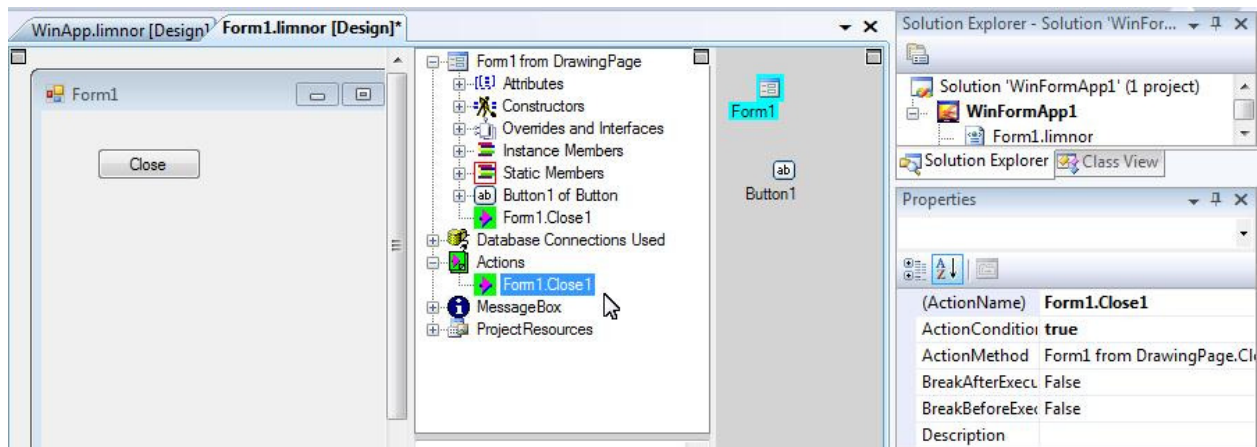 WinApp.limnor [Design]
Form1.limnor [Design]*
Form1
Close
Form1 from DrawingPage
Attributes
Constructors
Overrides and Interfaces
Instance Members
Static Members
ab Button1 of Button
Form1.Close1
Database Connections Used
Actions
Form1.Close1
MessageBox
ProjectResources
Form1
ab
Button1
Solution Explorer - Solution 'WinFor...
Solution 'WinFormApp1' (1 project)
WinFormApp1
Form1.limnor
Solution Explorer
Class View
Properties
(ActionName) Form1.Close1
ActionCondition true
ActionMethod Form1 from DrawingPage.Cl
BreakAfterExecu False
BreakBeforeExec False
Description